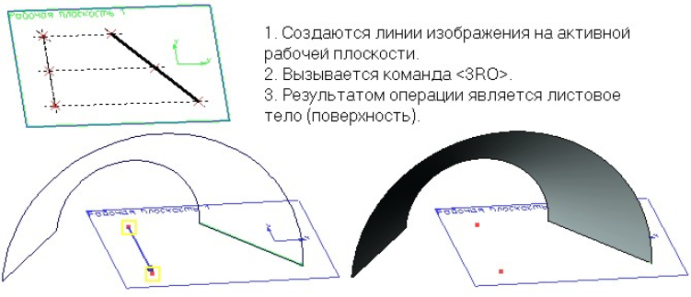 Рабочая плоскость 1
1. Создаются линии изображения на активной
рабочей плоскости.
2. Вызывается команда <3RO>.
3. Результатом операции является листовое
тело (поверхность).
Рабочая плоскость 1
Рабочая плоскость 1